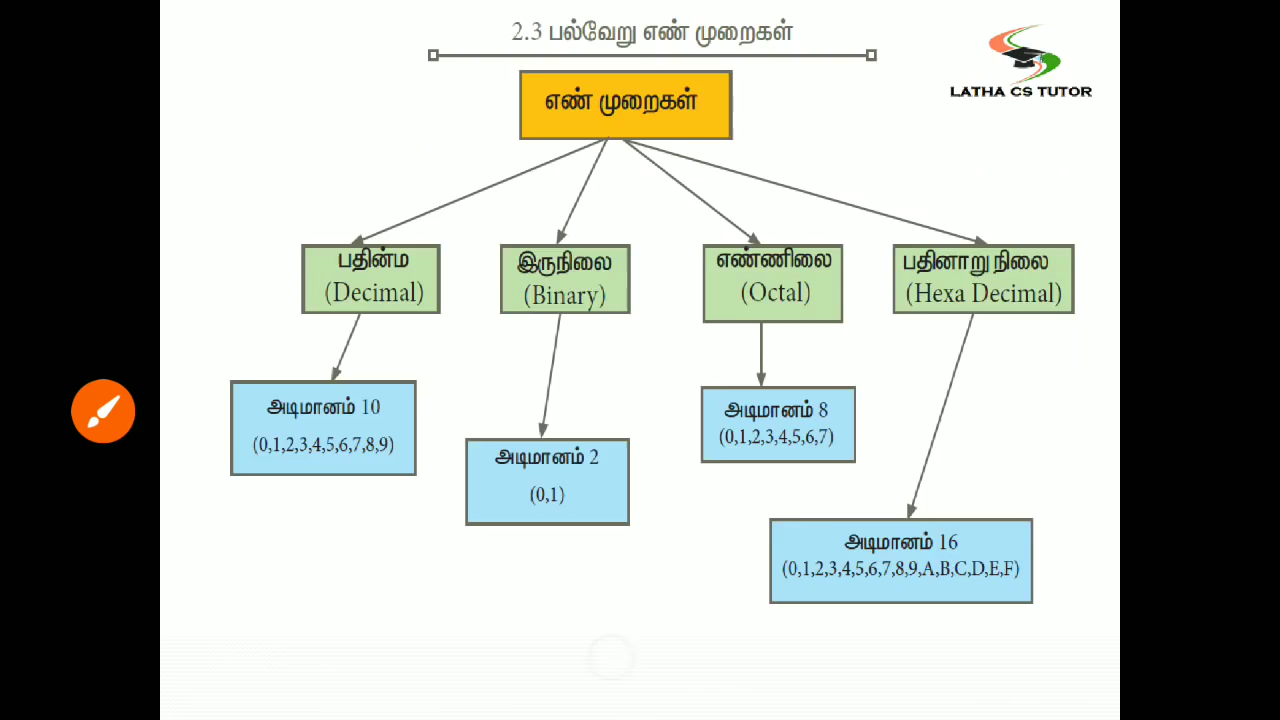 2.3 பல்வேறு எண் முறைகள்
LATHA CS TUTOR
எண் முறைகள்
பதின்ம
(Decimal)
இருநிலை
(Binary)
எண்ணிலை
(Octal)
பதினாறு நிலை
(Hexa Decimal)
அடிமானம் 10
(0,1,2,3,4,5,6,7,8,9)
அடிமானம் 2
(0,1)
அடிமானம் 8
(0,1,2,3,4,5,6,7)
அடிமானம் 16
(0,1,2,3,4,5,6,7,8,9,A,B,C,D,E,F)